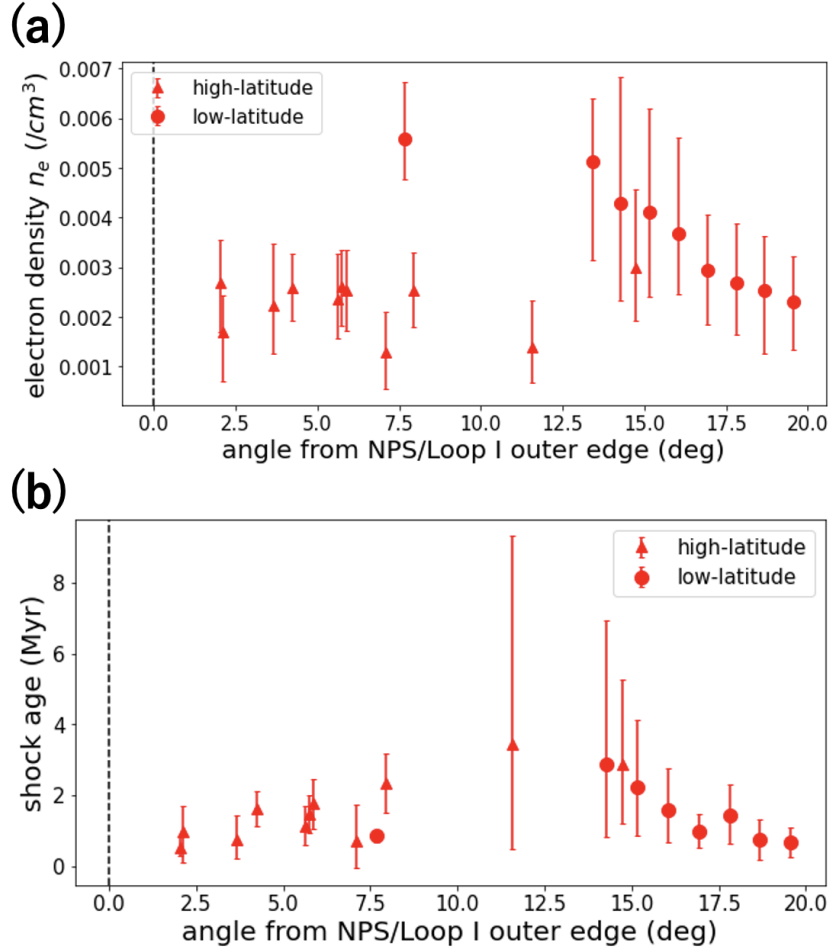 (a)
electron density n_e (/cm^3)
0.007
0.006
0.005
0.004
0.003
0.002
0.001
high-latitude
low-latitude
0.0 2.5 5.0 7.5 10.0 12.5 15.0 17.5 20.0
angle from NPS/Loop I outer edge (deg)
(b)
shock age (Myr)
8
6
4
2
0
high-latitude
low-latitude
0.0 2.5 5.0 7.5 10.0 12.5 15.0 17.5 20.0
angle from NPS/Loop I outer edge (deg)